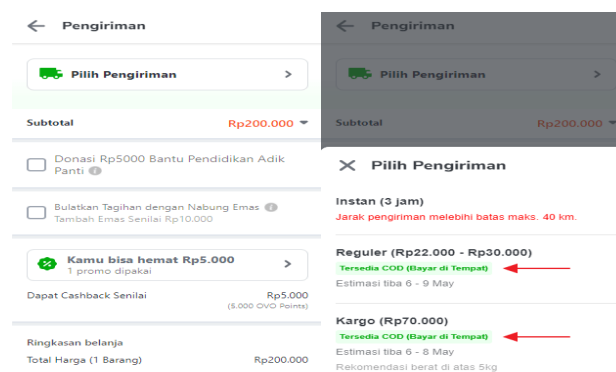 Pengiriman
Pilih Pengiriman
Subtotal Rp200.000
Donasi Rp5000 Bantu Pendidikan Adik
Panti
Bulatkan Tagihan dengan Nabung Emas
Tambah Emas Senilai Rp10.000
Kamu bisa hemat Rp5.000
1 promo dipakai
Dapat Cashback Senilai Rp5.000
(5.000 OVO Points)
Ringkasan belanja
Total Harga (1 Barang) Rp200.000
Pengiriman
Pilih Pengiriman
Subtotal Rp200.000
Pilih Pengiriman
Instan (3 jam)
Jarak pengiriman melebihi batas maks. 40 km.
Reguler (Rp22.000 - Rp30.000)
Tersedia COD (Bayar di Tempat)
Estimasi tiba 6 - 9 May
Kargo (Rp70.000)
Tersedia COD (Bayar di Tempat)
Estimasi tiba 6 - 8 May
Rekomendasi berat di atas 5kg